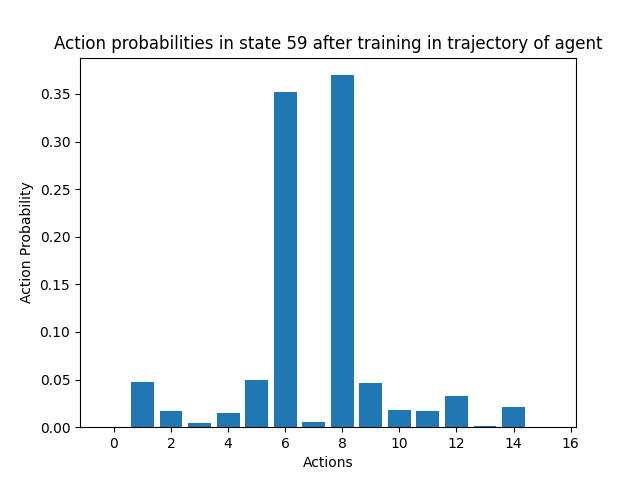 Action probabilities in state 59 after training in trajectory of agent
Action Probability
0.35
0.30
0.25
0.20
0.15
0.10
0.05
0.00
0 2 4 6 8 10 12 14 16
Actions